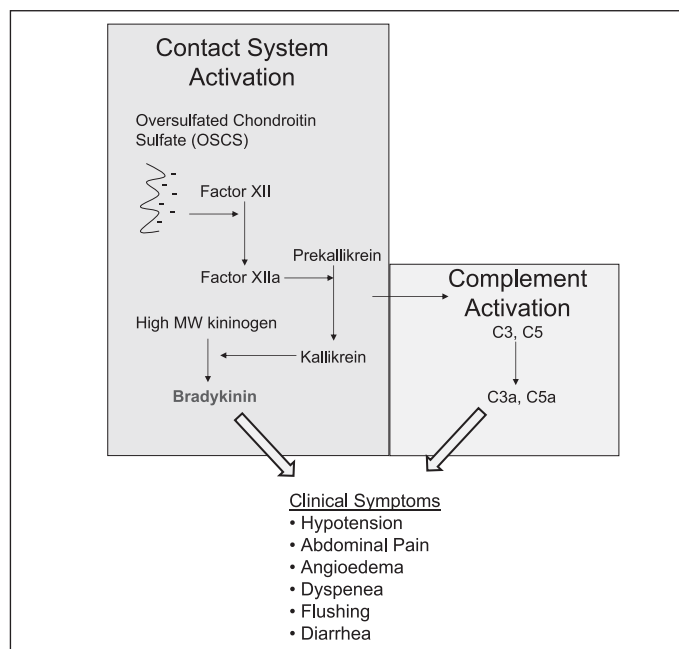 Contact System
Activation
Oversulfated Chondroitin
Sulfate (OSCS)
Factor XII
Factor XIIa
Prekallikrein
High MW kininogen
Kallikrein
Bradykinin
Complement
Activation
C3, C5
C3a, C5a
Clinical Symptoms
• Hypotension
• Abdominal Pain
• Angioedema
• Dyspenea
• Flushing
• Diarrhea